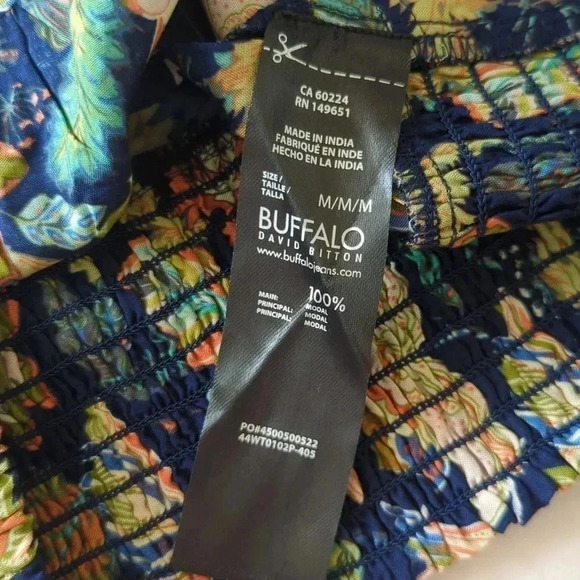 CA 60224
RN 149651
MADE IN INDIA
FABRIQUÉ EN INDE
HECHO EN LA INDIA
SIZE /
TAILLE /
TALLA
M/M/M
BUFFALO
DAVID BITTON
www.buffalojeans.com
MAIN: 100% MODAL
PRINCIPAL: MODAL
PRINCIPAL: MODAL
PO#4500500522
44WT0102P-405